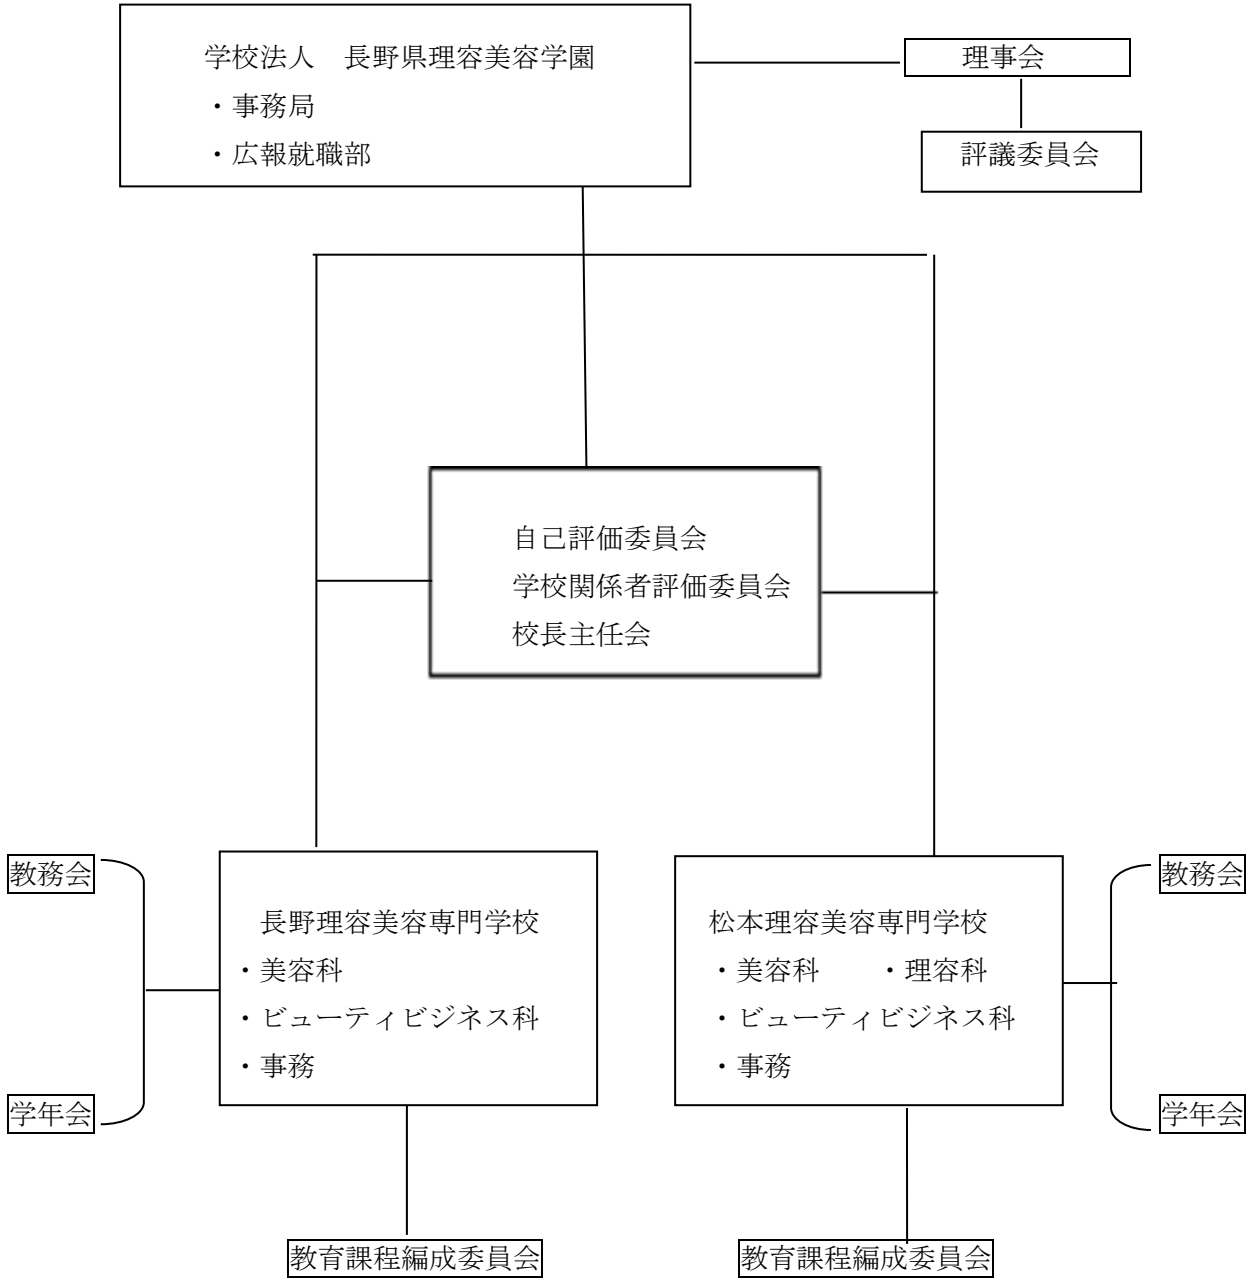 学校法人　長野県理容美容学園
・事務局
・広報就職部
理事会
評議委員会
自己評価委員会
学校関係者評価委員会
校長主任会
教務会
学年会
長野理容美容専門学校
・美容科
・ビューティビジネス科
・事務
松本理容美容専門学校
・美容科　　・理容科
・ビューティビジネス科
・事務
教務会
学年会
教育課程編成委員会
教育課程編成委員会